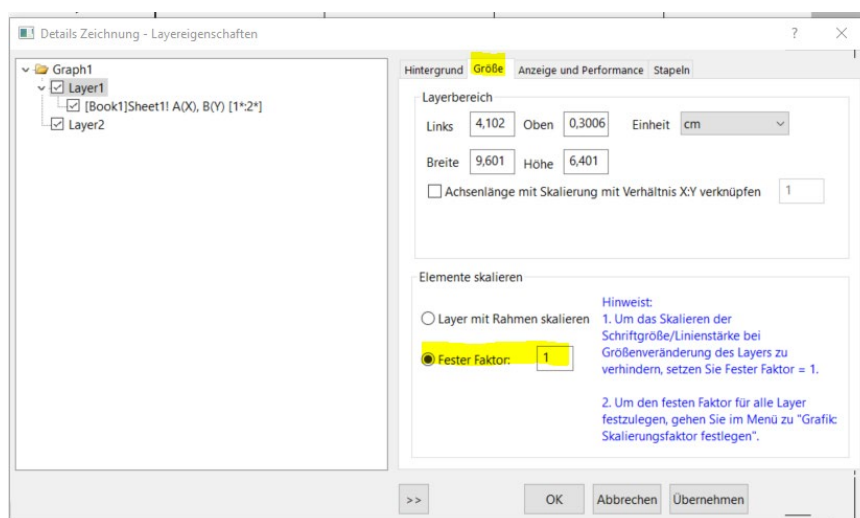 Details Zeichnung - Layereigenschaften
?
Graph1
Layer1
[Book1]Sheet1! A(X), B(Y) [1*:2*]
Layer2
Hintergrund Größe Anzeige und Performance Stapeln
Layerbereich
Links 4,102 Oben 0,3006 Einheit cm
Breite 9,601 Höhe 6,401
Achsenlänge mit Skalierung mit Verhältnis X:Y verknüpfen 1
Elemente skalieren
Layer mit Rahmen skalieren
Fester Faktor: 1
Hinweist:
1. Um das Skalieren der
Schriftgröße/Linienstärke bei
Größenveränderung des Layers zu
verhindern, setzen Sie Fester Faktor = 1.
2. Um den festen Faktor für alle Layer
festzulegen, gehen Sie im Menü zu "Grafik:
Skalierungsfaktor festlegen".
>> OK Abbrechen Übernehmen